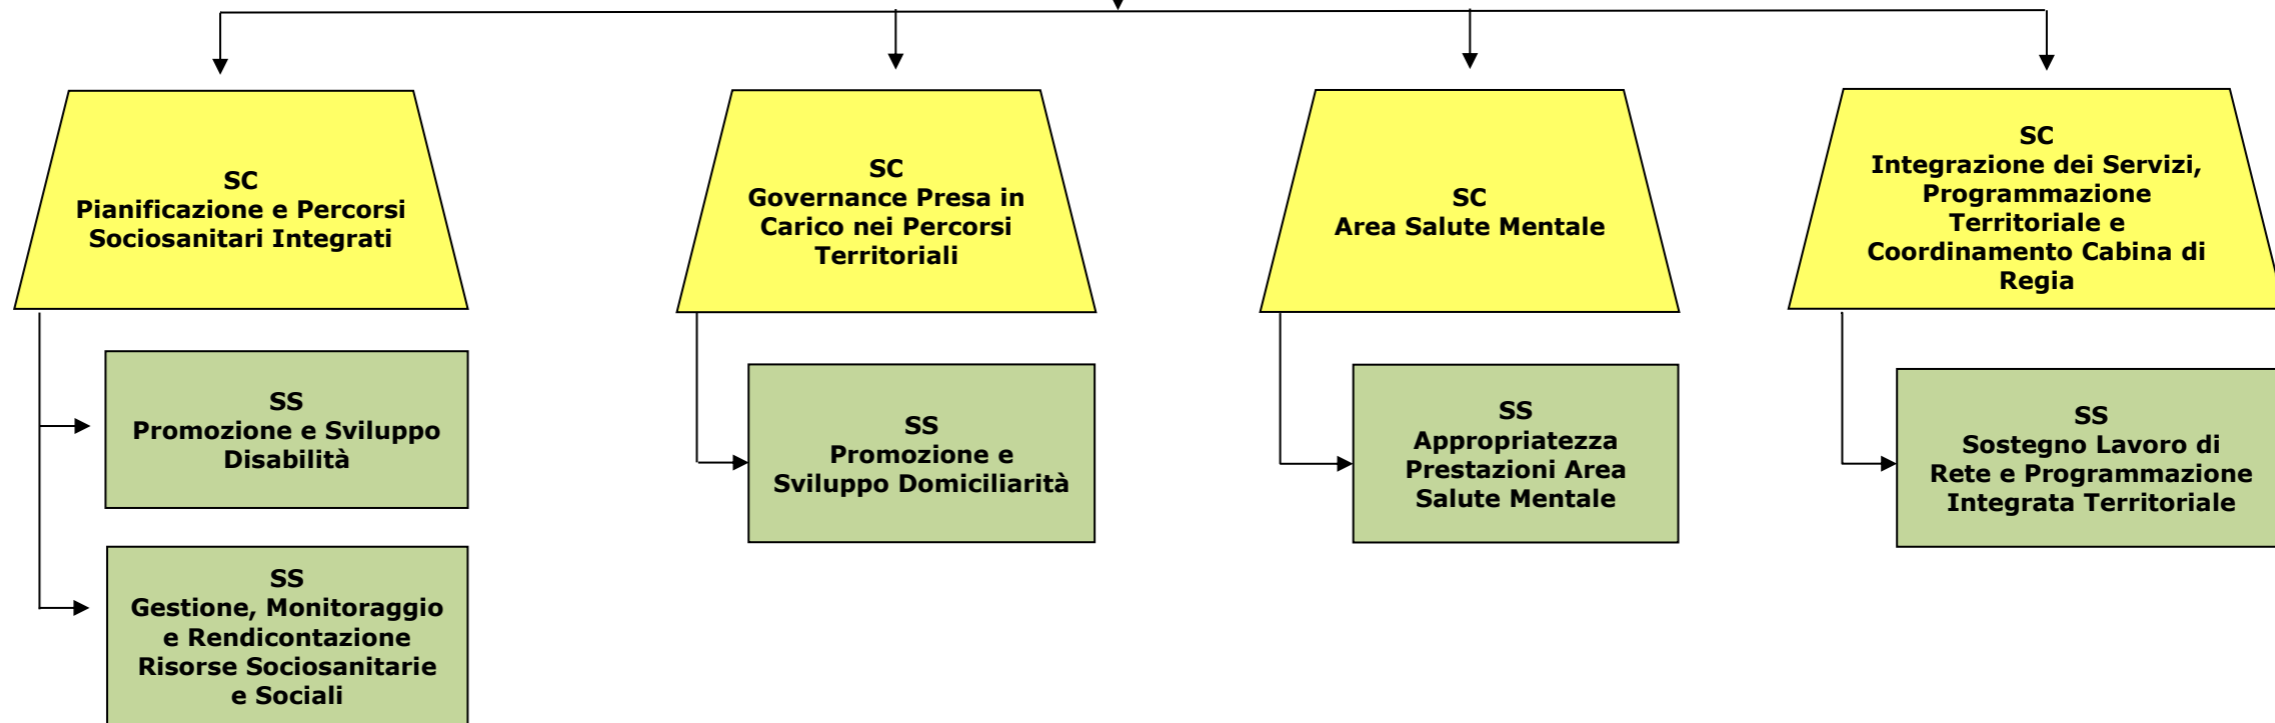 SC
Pianificazione e Percorsi
Sociosanitari Integrati
SC
Governance Presa in
Carico nei Percorsi
Territoriali
SC
Area Salute Mentale
SC
Integrazione dei Servizi,
Programmazione
Territoriale e
Coordinamento Cabina di
Regia
SS
Promozione e Sviluppo
Disabilità
SS
Promozione e
Sviluppo Domiciliarità
SS
Appropriatezza
Prestazioni Area
Salute Mentale
SS
Sostegno Lavoro di
Rete e Programmazione
Integrata Territoriale
SS
Gestione, Monitoraggio
e Rendicontazione
Risorse Sociosanitarie
e Sociali